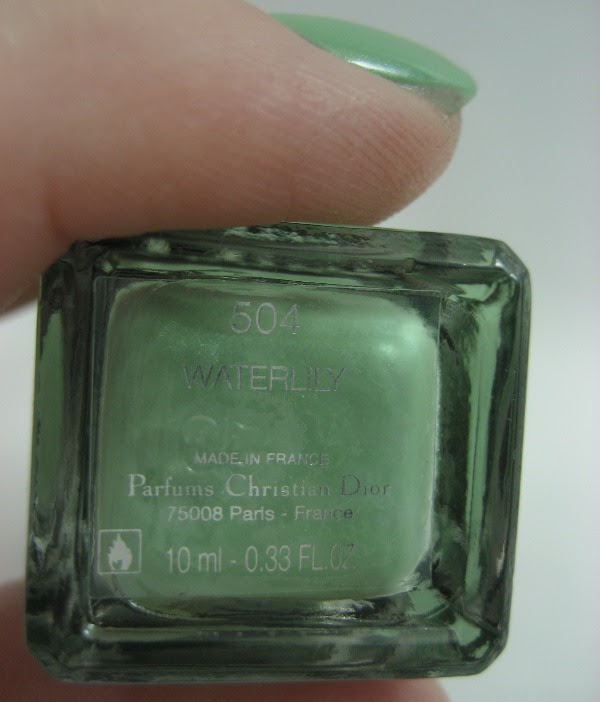 504
WATERLILY
MADE IN FRANCE
Parfums Christian Dior
75008 Paris - France
10 ml - 0.33 FL.OZ.